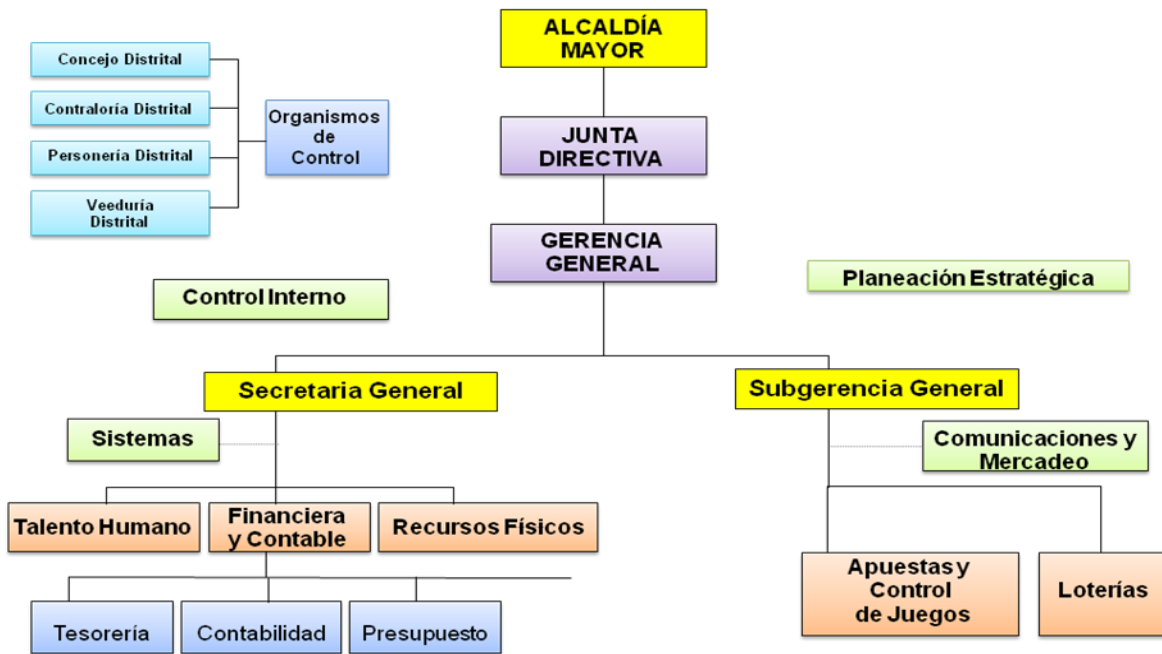 ALCALDÍA
MAYOR
Concejo Distrital
Contraloría Distrital
Personería Distrital
Veeduría
Distrital
Organismos
de
Control
JUNTA
DIRECTIVA
GERENCIA
GENERAL
Control Interno
Planeación Estratégica
Secretaria General
Subgerencia General
Sistemas
Comunicaciones y
Mercadeo
Talento Humano
Financiera
y Contable
Recursos Físicos
Apuestas y
Control
de Juegos
Loterías
Tesorería
Contabilidad
Presupuesto